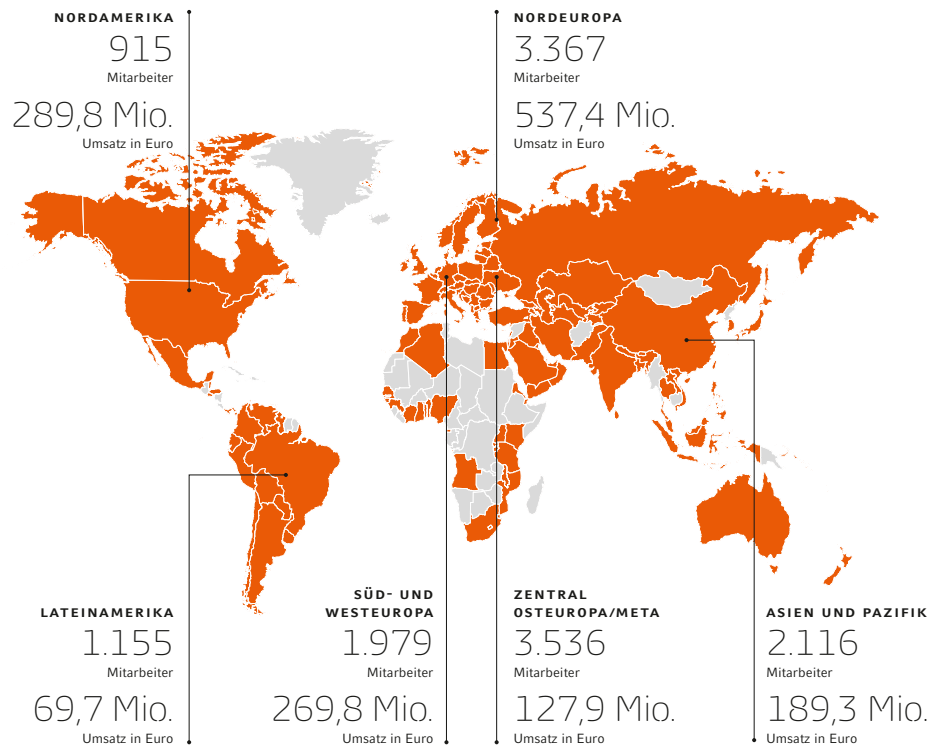 NORDAMERIKA
915
Mitarbeiter
289,8 Mio.
Umsatz in Euro
NORDEUROPA
3.367
Mitarbeiter
537,4 Mio.
Umsatz in Euro
LATEINAMERIKA
1.155
Mitarbeiter
69,7 Mio.
Umsatz in Euro
SÜD- UND
WESTEUROPA
1.979
Mitarbeiter
269,8 Mio.
Umsatz in Euro
ZENTRAL
OSTEUROPA/META
3.536
Mitarbeiter
127,9 Mio.
Umsatz in Euro
ASIEN UND PAZIFIK
2.116
Mitarbeiter
189,3 Mio.
Umsatz in Euro